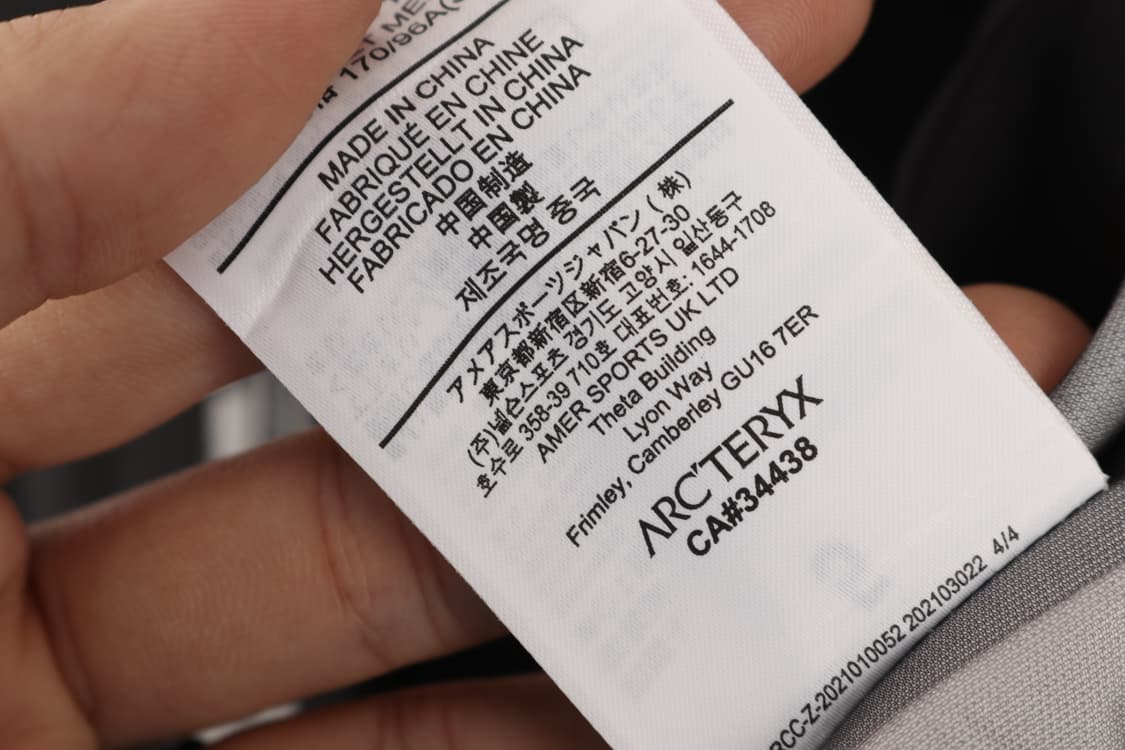 170/96A
MADE IN CHINA
FABRIQUÉ EN CHINE
HERGESTELLT IN CHINA
FABRICADO EN CHINA
中国制造
中国製
제조국명 중국
アメアスポーツジャパン(株)
東京都新宿区新宿6-27-30
(주)넬슨스포츠 경기도 고양시 일산동구
호수로 358-39 710호 대표번호: 1644-1708
AMER SPORTS UK LTD
Theta Building
Lyon Way
Frimley, Camberley GU16 7ER
ARC'TERYX
CA#34438
RCC-Z-2021010052 202103022 4/4